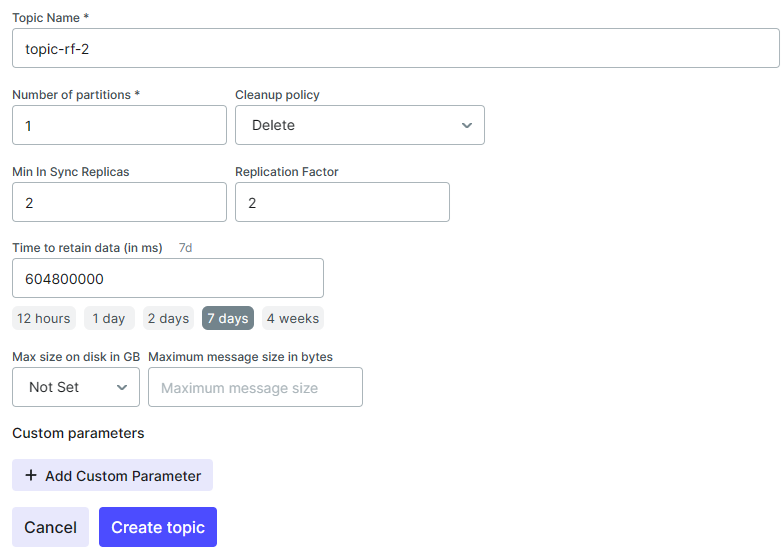 Topic Name *
topic-rf-2
Number of partitions * Cleanup policy
1 Delete
Min In Sync Replicas Replication Factor
2 2
Time to retain data (in ms) 7d
604800000
12 hours 1 day 2 days 7 days 4 weeks
Max size on disk in GB Maximum message size in bytes
Not Set Maximum message size
Custom parameters
+ Add Custom Parameter
Cancel Create topic